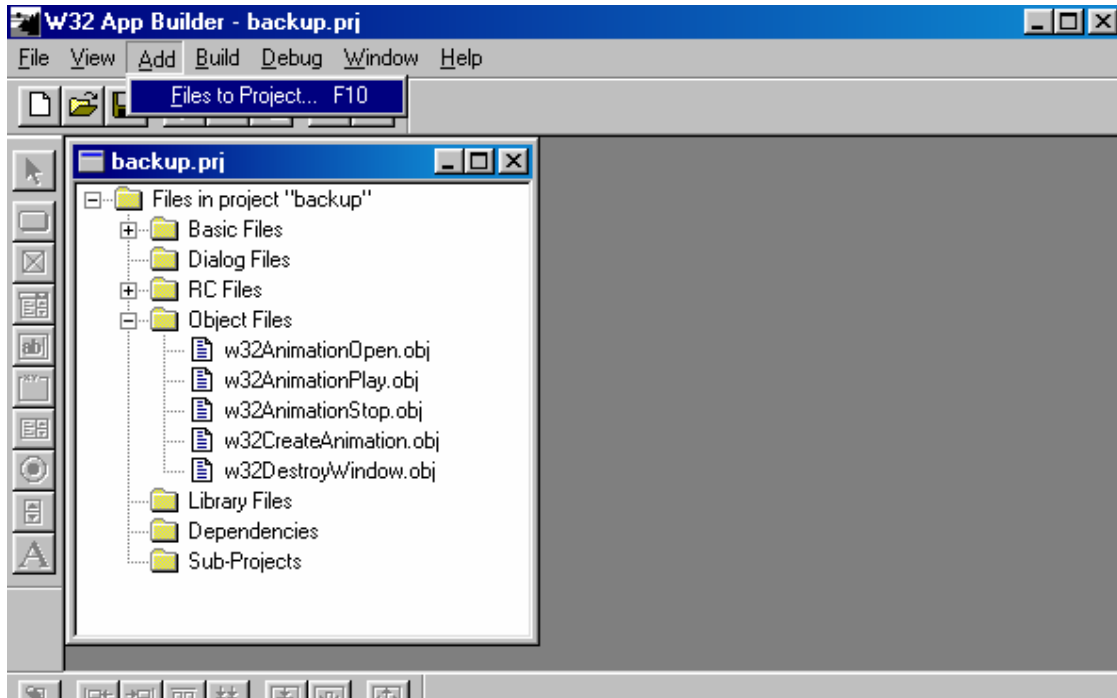 W32 App Builder - backup.prj
File View Add Build Debug Window Help
Files to Project... F10
backup.prj
Files in project "backup"
Basic Files
Dialog Files
RC Files
Object Files
w32AnimationOpen.obj
w32AnimationPlay.obj
w32AnimationStop.obj
w32CreateAnimation.obj
w32DestroyWindow.obj
Library Files
Dependencies
Sub-Projects
ab
XYZ
A